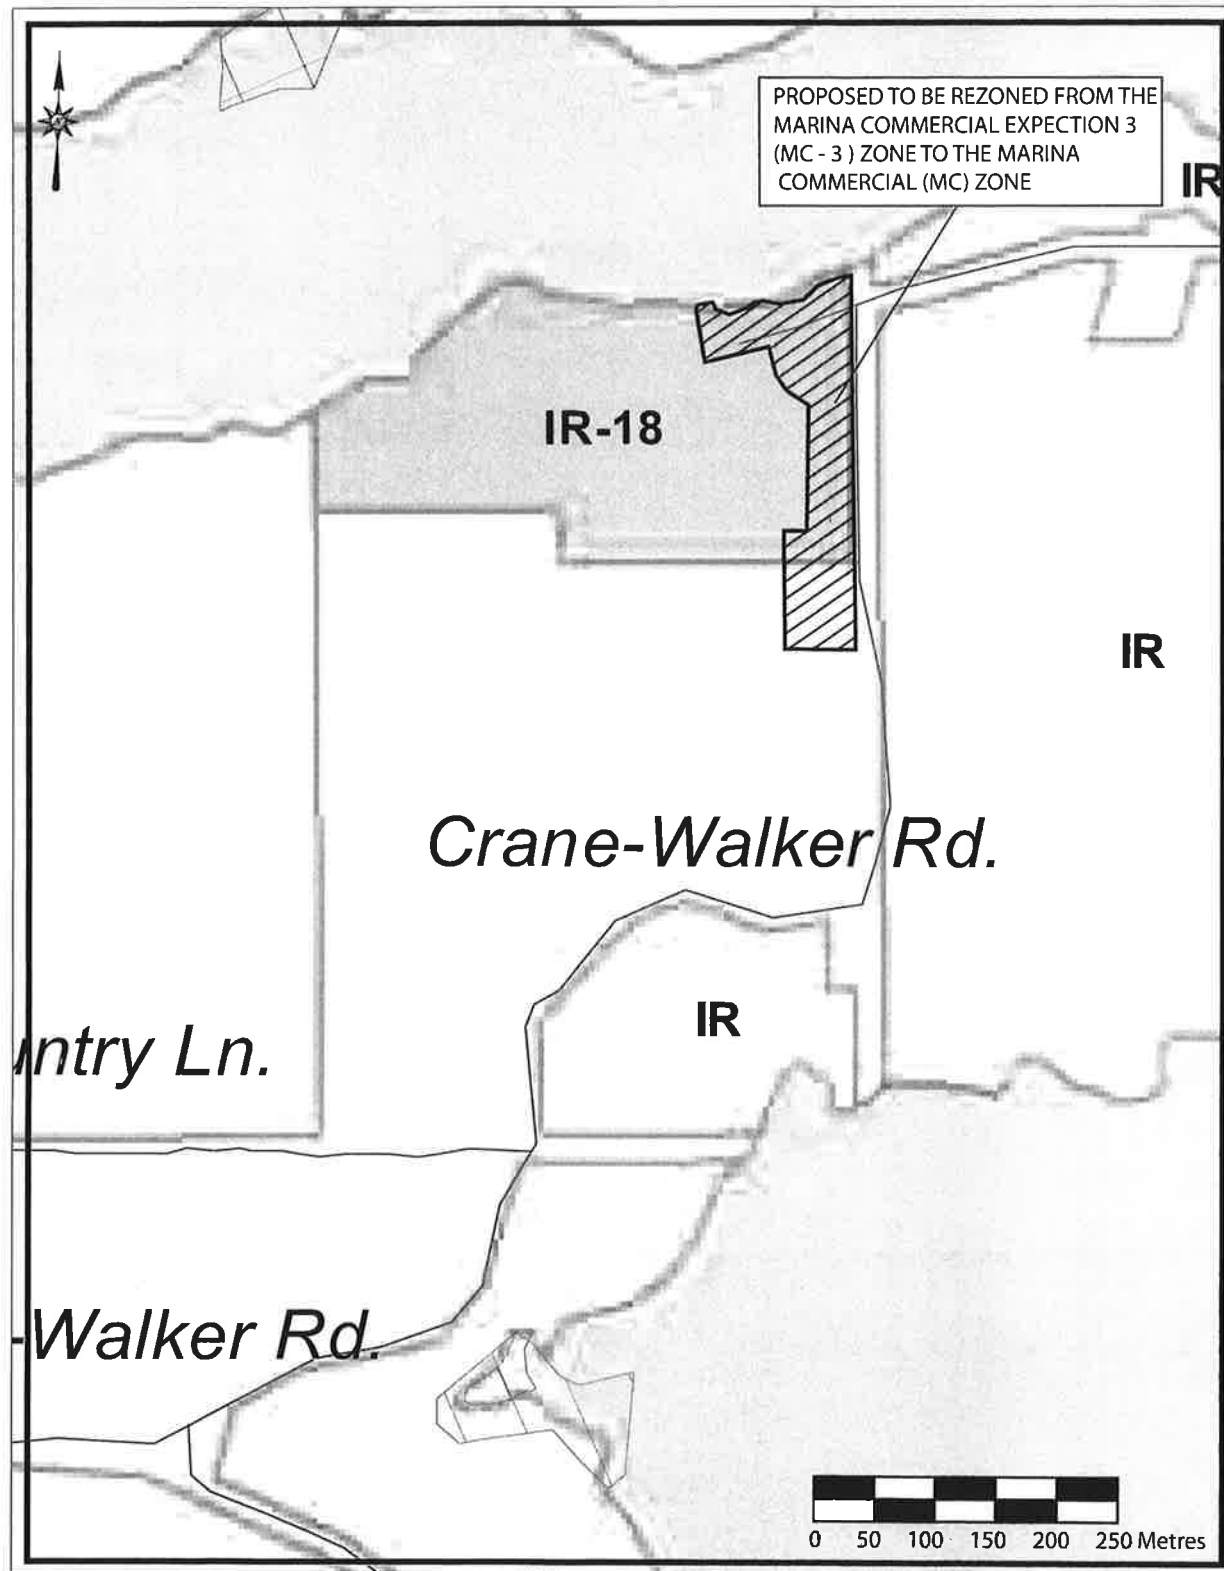 PROPOSED TO BE REZONED FROM THE
MARINA COMMERCIAL EXPECTION 3
(MC - 3 ) ZONE TO THE MARINA
COMMERCIAL (MC) ZONE
IR
IR-18
IR
Crane-Walker Rd.
IR
untry Ln.
-Walker Rd.
0 50 100 150 200 250 Metres